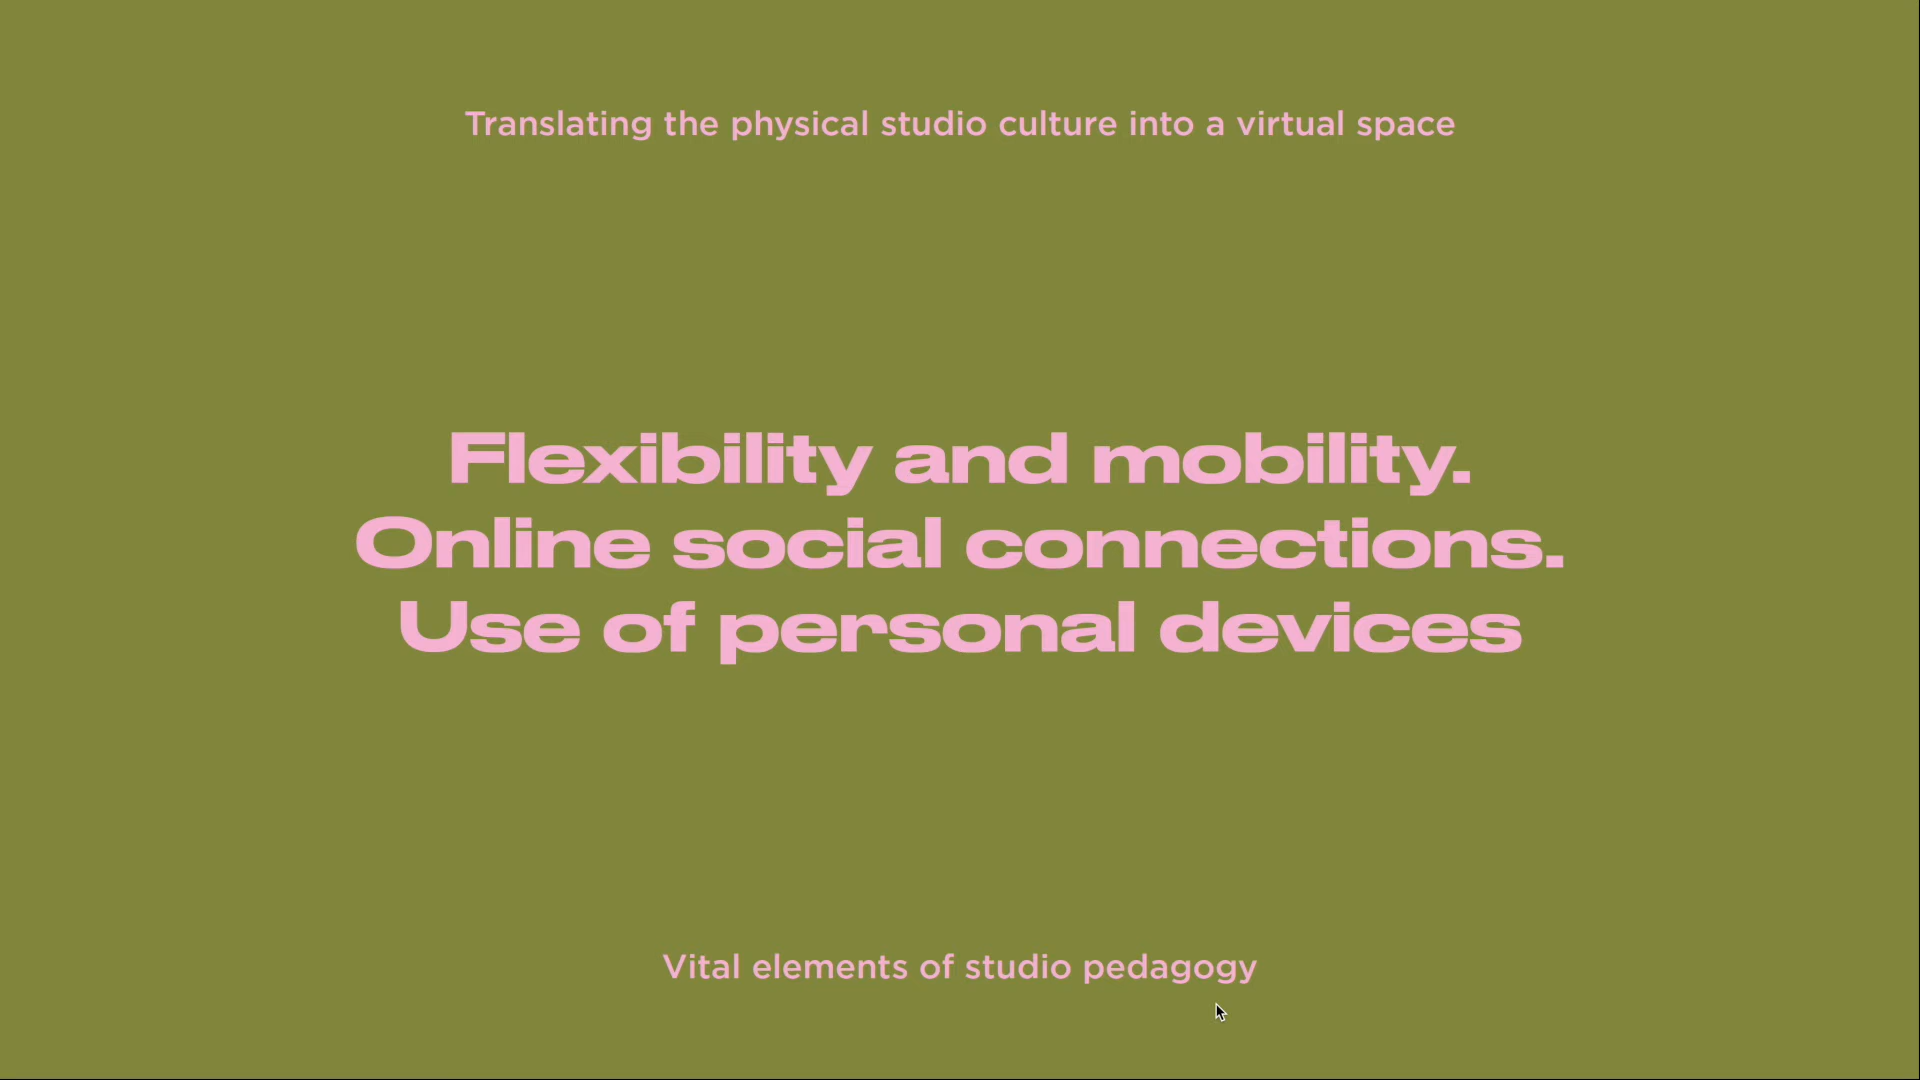 Translating the physical studio culture into a virtual space
Flexibility and mobility.
Online social connections.
Use of personal devices
Vital elements of studio pedagogy